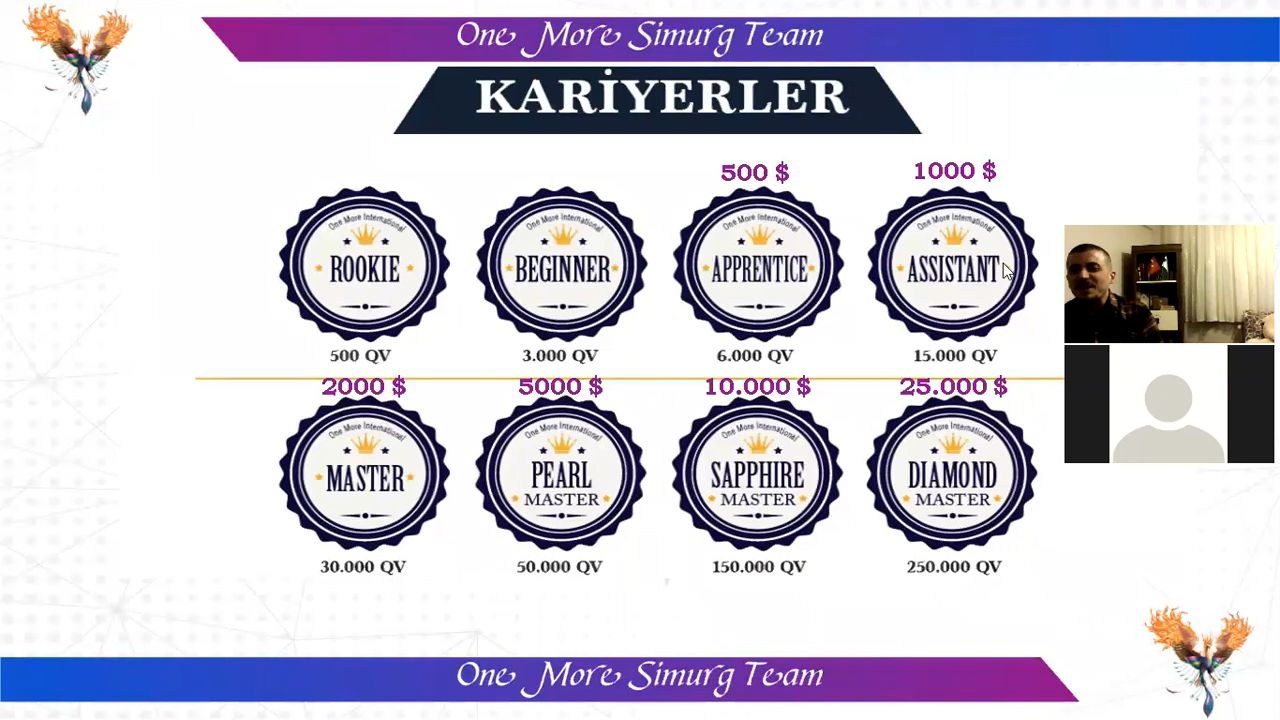 One More Simurg Team
KARİYERLER
500 $
1000 $
One More International
ROOKIE
500 QV
One More International
BEGINNER
3.000 QV
One More International
APPRENTICE
6.000 QV
One More International
ASSISTANT
15.000 QV
2000 $
5000 $
10.000 $
25.000 $
One More International
MASTER
30.000 QV
One More International
PEARL
MASTER
50.000 QV
One More International
SAPPHIRE
MASTER
150.000 QV
One More International
DIAMOND
MASTER
250.000 QV
One More Simurg Team